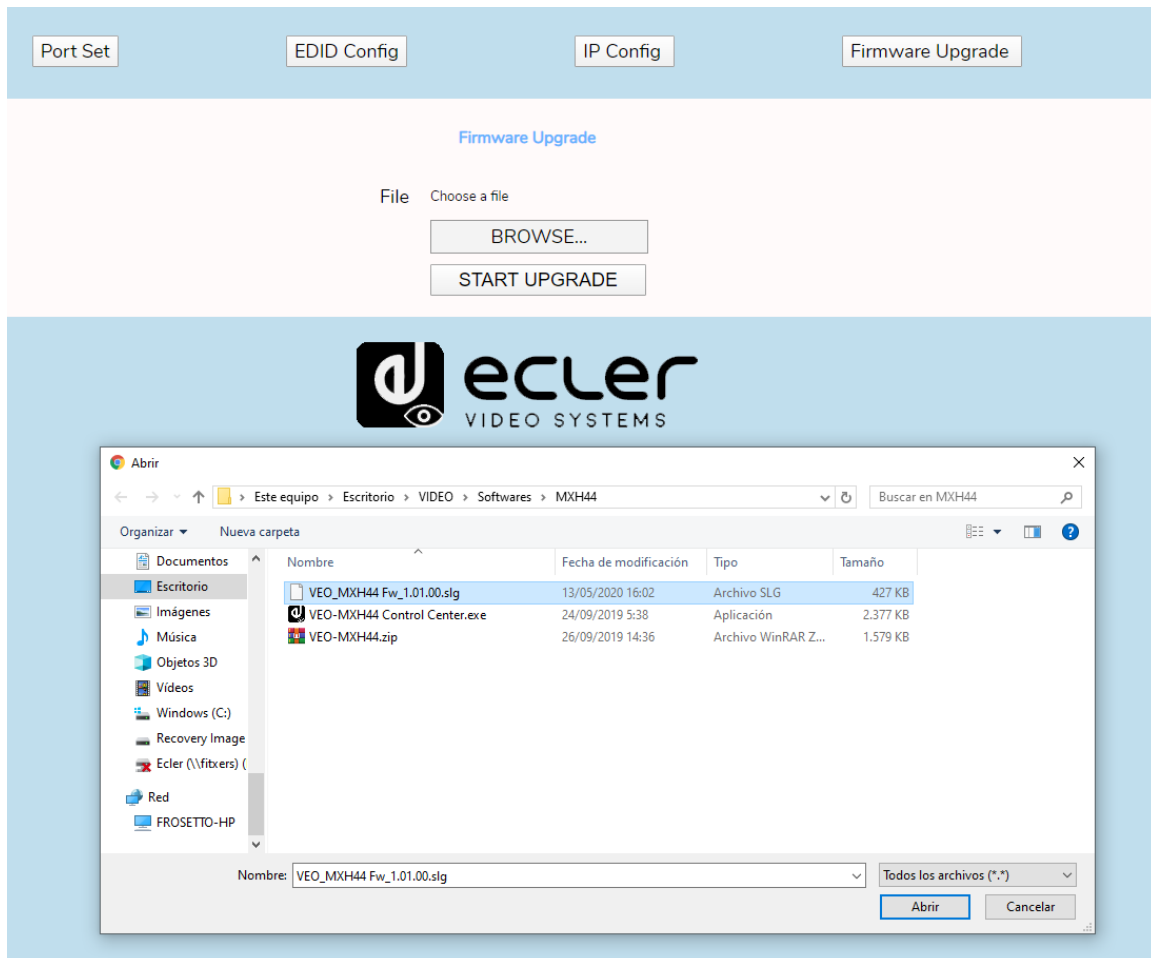 Port Set EDID Config IP Config Firmware Upgrade
Firmware Upgrade
File Choose a file
BROWSE...
START UPGRADE
ecler
VIDEO SYSTEMS
Abrir
Este equipo > Escritorio > VIDEO > Softwares > MXH44 Buscar en MXH44
Organizar Nueva carpeta
Documentos
Escritorio
Imágenes
Música
Objetos 3D
Vídeos
Windows (C:)
Recovery Image
Ecler (\\fitxers) (
Red
FROSETTO-HP
Nombre Fecha de modificación Tipo Tamaño
VEO_MXH44 Fw_1.01.00.slg 13/05/2020 16:02 Archivo SLG 427 KB
VEO-MXH44 Control Center.exe 24/09/2019 5:38 Aplicación 2.377 KB
VEO-MXH44.zip 26/09/2019 14:36 Archivo WinRAR Z... 1.579 KB
Nombre: VEO_MXH44 Fw_1.01.00.slg Todos los archivos (*.*)
Abrir Cancelar